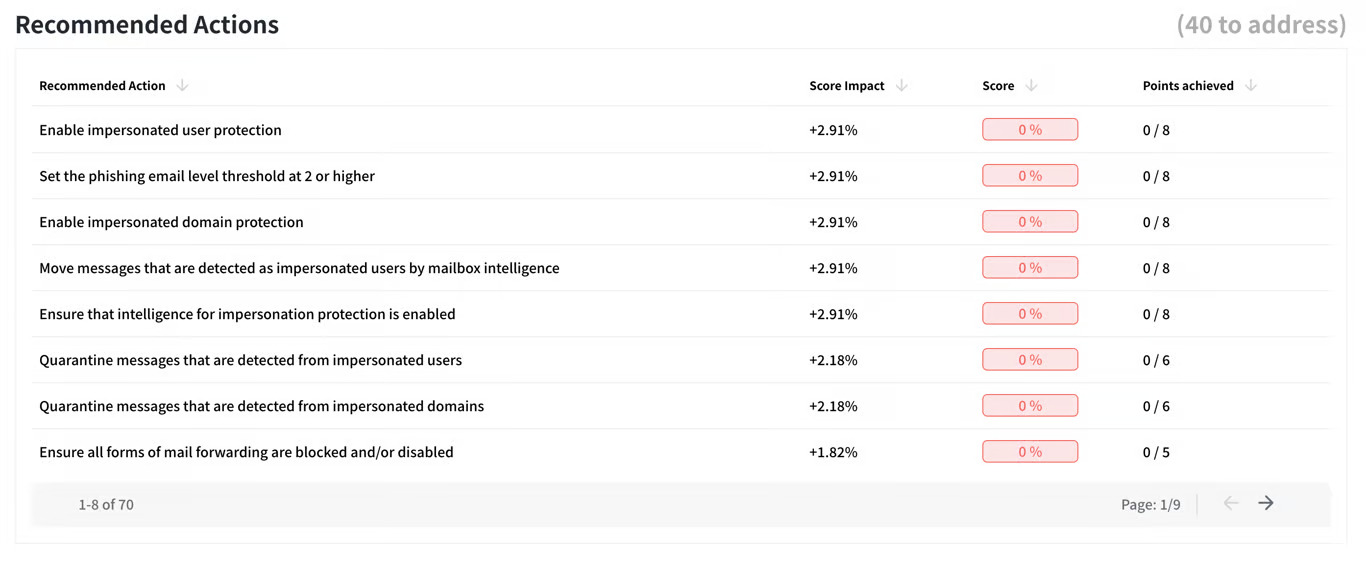 Recommended Actions (40 to address)
Recommended Action Score Impact Score Points achieved
Enable impersonated user protection +2.91% 0 % 0 / 8
Set the phishing email level threshold at 2 or higher +2.91% 0 % 0 / 8
Enable impersonated domain protection +2.91% 0 % 0 / 8
Move messages that are detected as impersonated users by mailbox intelligence +2.91% 0 % 0 / 8
Ensure that intelligence for impersonation protection is enabled +2.91% 0 % 0 / 8
Quarantine messages that are detected from impersonated users +2.18% 0 % 0 / 6
Quarantine messages that are detected from impersonated domains +2.18% 0 % 0 / 6
Ensure all forms of mail forwarding are blocked and/or disabled +1.82% 0 % 0 / 5
1-8 of 70 Page: 1/9